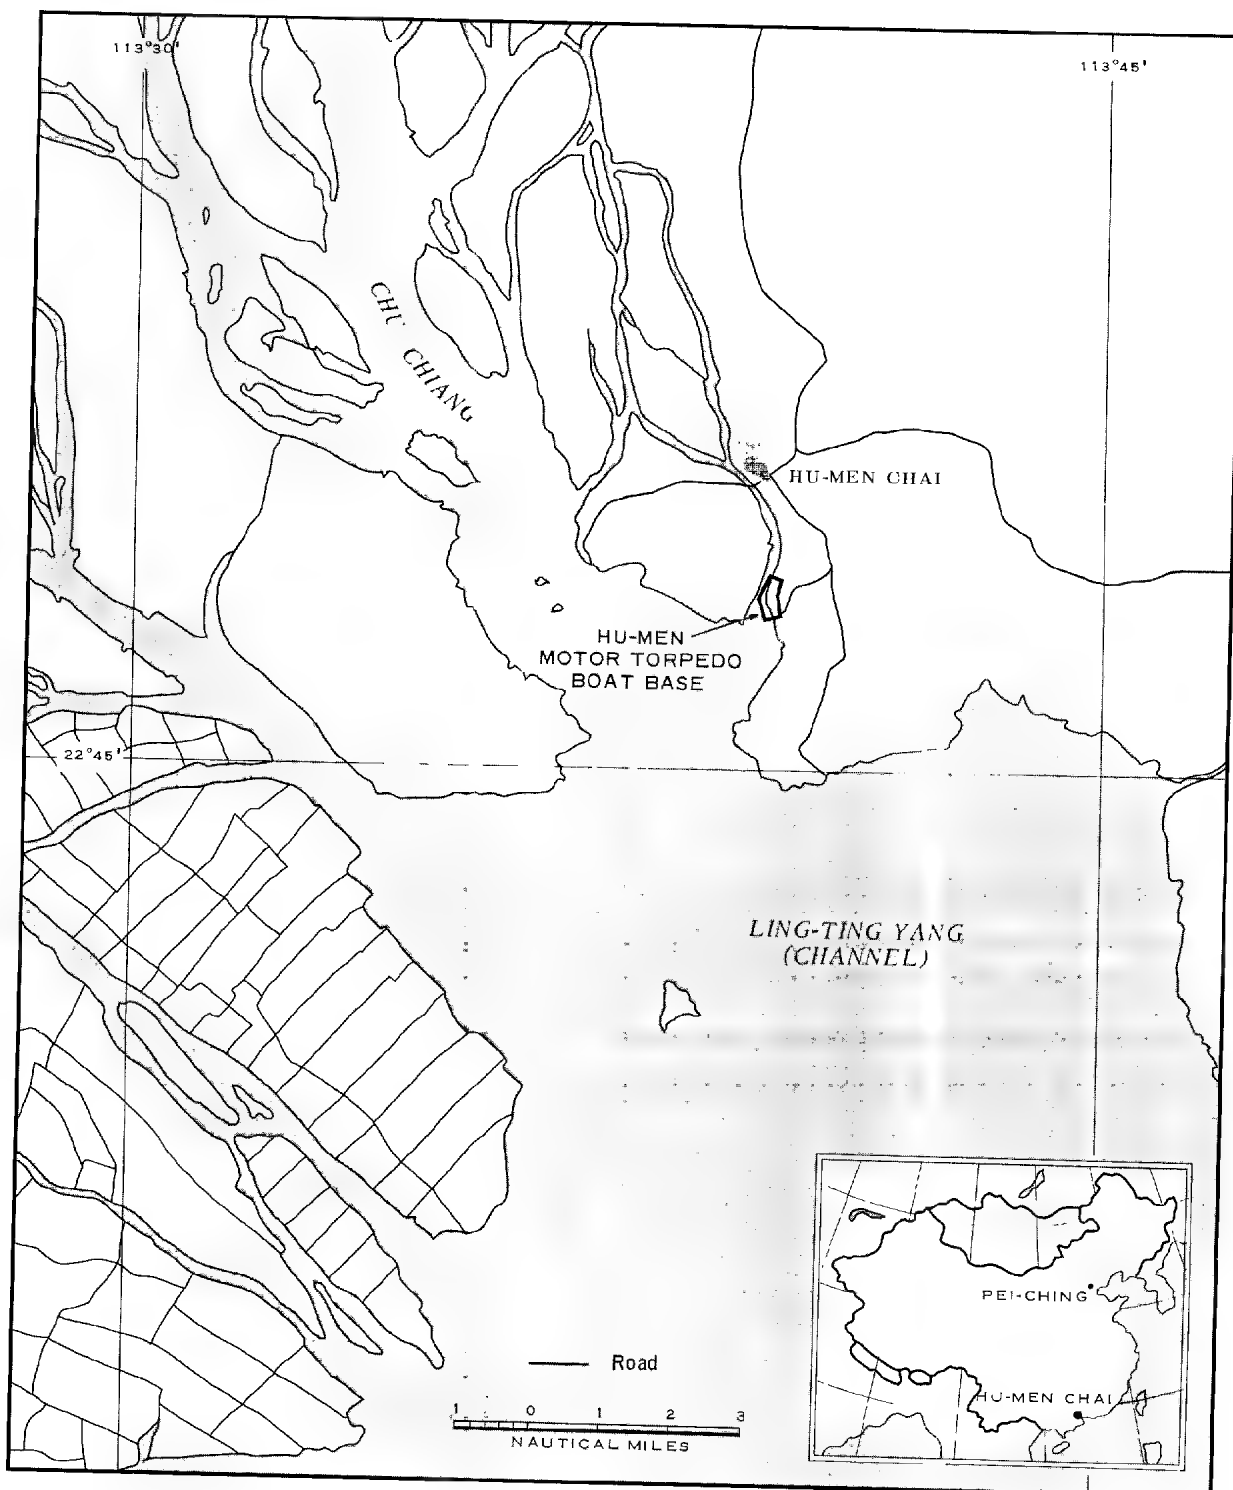 113°30'
113°45'
CHU CHIANG
HU-MEN CHAI
HU-MEN
MOTOR TORPEDO
BOAT BASE
22°45'
LING-TING YANG
(CHANNEL)
PEI-CHING
HU-MEN CHAI
Road
1 0 1 2 3
NAUTICAL MILES